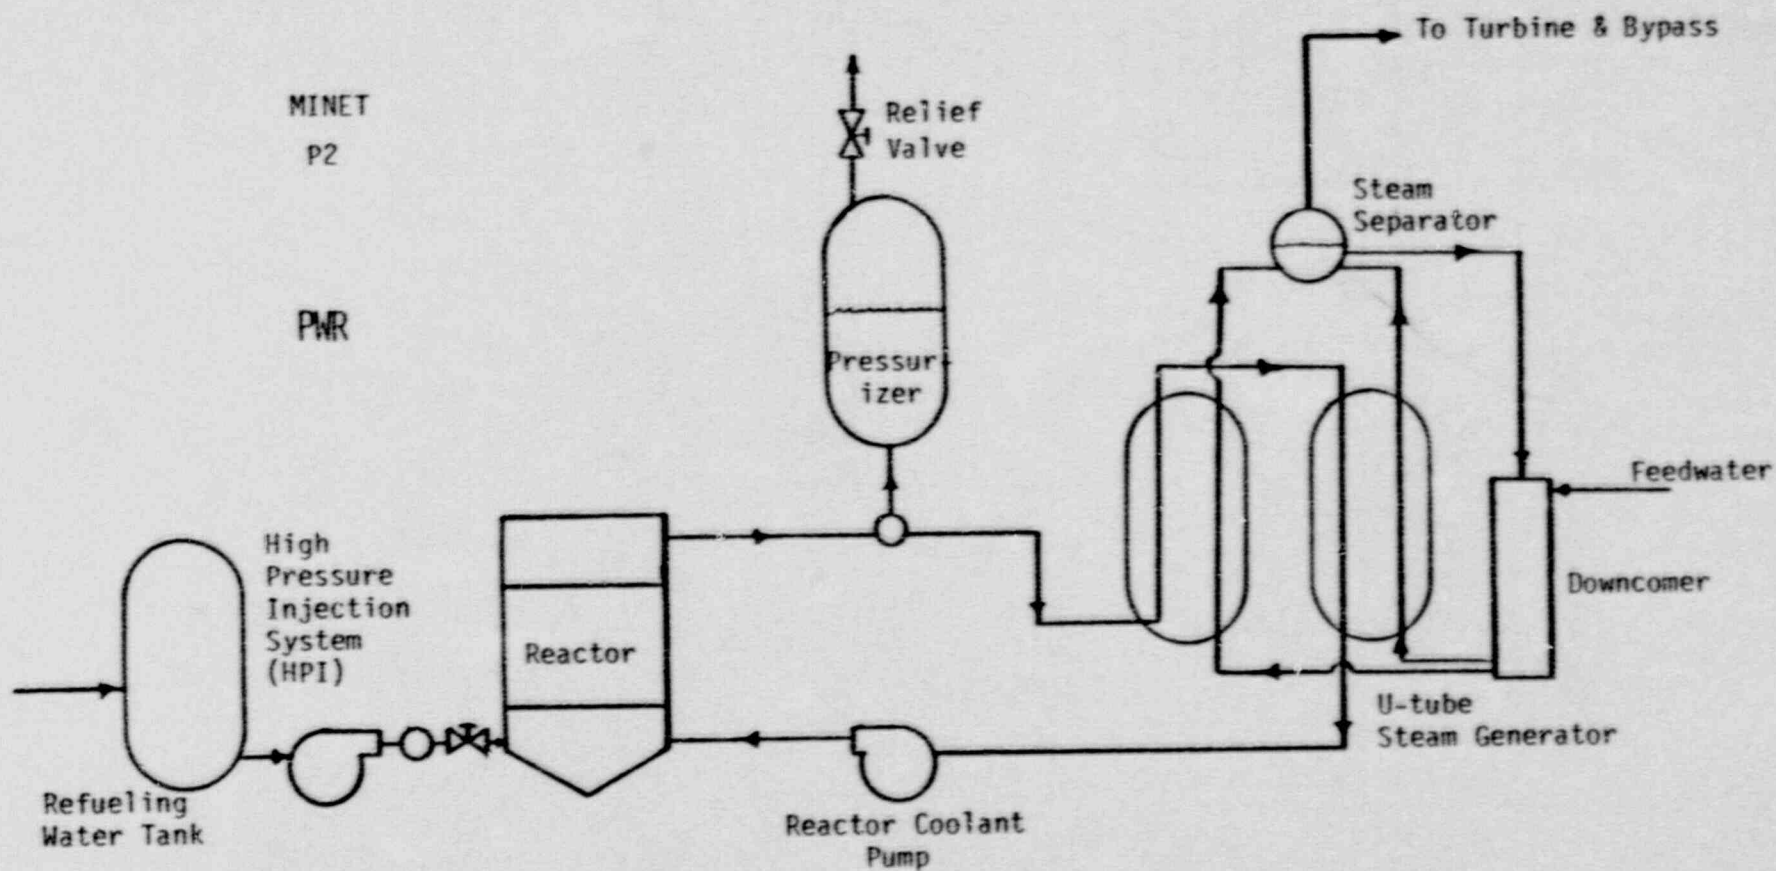 To Turbine & Bypass
MINET
P2
Relief
Valve
Steam
Separator
PWR
Pressur-
izer
Feedwater
High
Pressure
Injection
System
(HPI)
Downcomer
Reactor
U-tube
Steam Generator
Refueling
Water Tank
Reactor Coolant
Pump